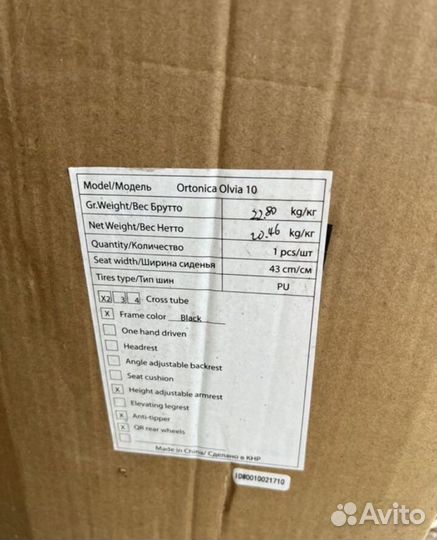 Model/Модель Ortonica Olvia 10
Gr.Weight/Вес Брутто 22.80 kg/кг
Net Weight/Вес Нетто 20.46 kg/кг
Quantity/Количество 1 pcs/шт
Seat width/Ширина сиденья 43 cm/см
Tires type/Тип шин PU
X2 3 4 Cross tube
X Frame color Black
One hand driven
Headrest
Angle adjustable backrest
Seat cushion
X Height adjustable armrest
Elevating legrest
X Anti-tipper
X QR rear wheels
Made in China/ Сделано в КНР
ID#0010021710
Avito